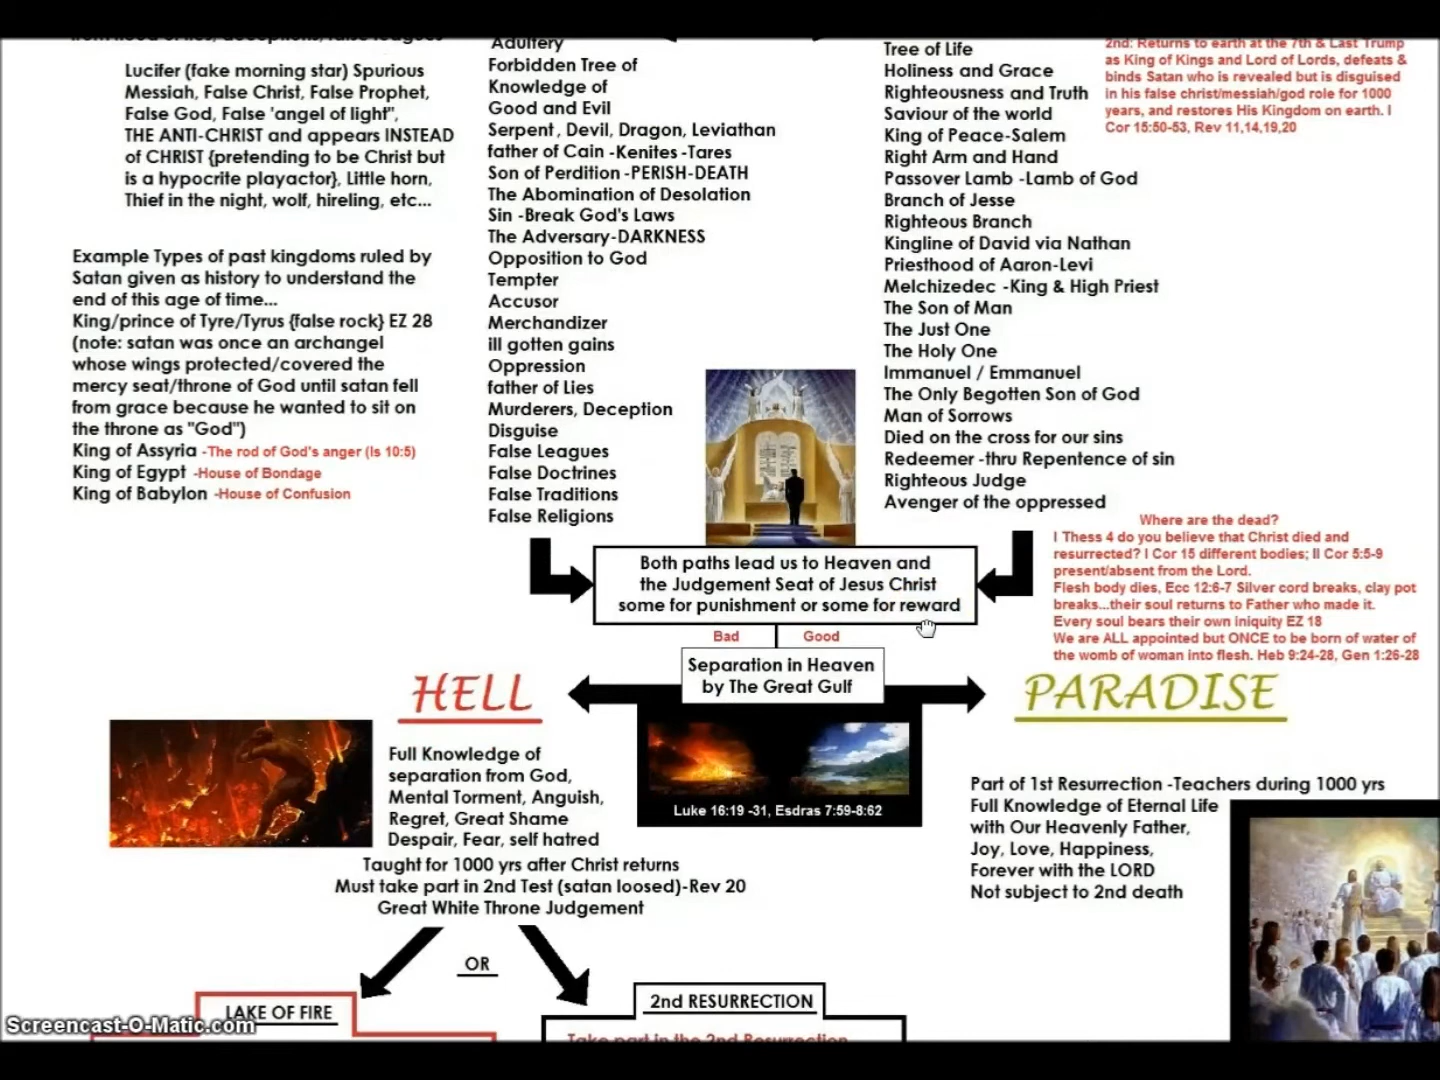 from flood of lies, deceptions, false leagues
Lucifer (fake morning star) Spurious
Messiah, False Christ, False Prophet,
False God, False 'angel of light",
THE ANTI-CHRIST and appears INSTEAD
of CHRIST {pretending to be Christ but
is a hypocrite playactor}, Little horn,
Thief in the night, wolf, hireling, etc...
Example Types of past kingdoms ruled by
Satan given as history to understand the
end of this age of time...
King/prince of Tyre/Tyrus {false rock} EZ 28
(note: satan was once an archangel
whose wings protected/covered the
mercy seat/throne of God until satan fell
from grace because he wanted to sit on
the throne as "God")
King of Assyria -The rod of God's anger (Is 10:5)
King of Egypt -House of Bondage
King of Babylon -House of Confusion
Adultery
Forbidden Tree of
Knowledge of
Good and Evil
Serpent, Devil, Dragon, Leviathan
father of Cain -Kenites -Tares
Son of Perdition -PERISH-DEATH
The Abomination of Desolation
Sin -Break God's Laws
The Adversary-DARKNESS
Opposition to God
Tempter
Accusor
Merchandizer
ill gotten gains
Oppression
father of Lies
Murderers, Deception
Disguise
False Leagues
False Doctrines
False Traditions
False Religions
Tree of Life
Holiness and Grace
Righteousness and Truth
Saviour of the world
King of Peace-Salem
Right Arm and Hand
Passover Lamb -Lamb of God
Branch of Jesse
Righteous Branch
Kingline of David via Nathan
Priesthood of Aaron-Levi
Melchizedec -King & High Priest
The Son of Man
The Just One
The Holy One
Immanuel / Emmanuel
The Only Begotten Son of God
Man of Sorrows
Died on the cross for our sins
Redeemer -thru Repentence of sin
Righteous Judge
Avenger of the oppressed
2nd: Returns to earth at the 7th & Last Trump
as King of Kings and Lord of Lords, defeats &
binds Satan who is revealed but is disguised
in his false christ/messiah/god role for 1000
years, and restores His Kingdom on earth. I
Cor 15:50-53, Rev 11,14,19,20
Where are the dead?
I Thess 4 do you believe that Christ died and
resurrected? I Cor 15 different bodies; II Cor 5:5-9
present/absent from the Lord.
Flesh body dies, Ecc 12:6-7 Silver cord breaks, clay pot
breaks...their soul returns to Father who made it.
Every soul bears their own iniquity EZ 18
We are ALL appointed but ONCE to be born of water of
the womb of woman into flesh. Heb 9:24-28, Gen 1:26-28
Both paths lead us to Heaven and
the Judgement Seat of Jesus Christ
some for punishment or some for reward
Bad Good
Separation in Heaven
by The Great Gulf
HELL
PARADISE
Luke 16:19 -31, Esdras 7:59-8:62
Full Knowledge of
separation from God,
Mental Torment, Anguish,
Regret, Great Shame
Despair, Fear, self hatred
Taught for 1000 yrs after Christ returns
Must take part in 2nd Test (satan loosed)-Rev 20
Great White Throne Judgement
Part of 1st Resurrection -Teachers during 1000 yrs
Full Knowledge of Eternal Life
with Our Heavenly Father,
Joy, Love, Happiness,
Forever with the LORD
Not subject to 2nd death
OR
LAKE OF FIRE
2nd RESURRECTION
Take part in the 2nd Resurrection
Screencast-O-Matic.com